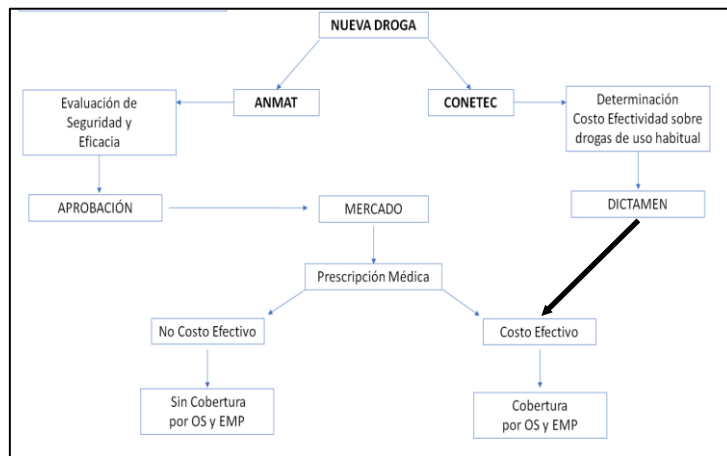 NUEVA DROGA
ANMAT
CONETEC
Evaluación de
Seguridad y
Eficacia
Determinación
Costo Efectividad sobre
drogas de uso habitual
APROBACIÓN
MERCADO
DICTAMEN
Prescripción Médica
No Costo Efectivo
Costo Efectivo
Sin Cobertura
por OS y EMP
Cobertura
por OS y EMP